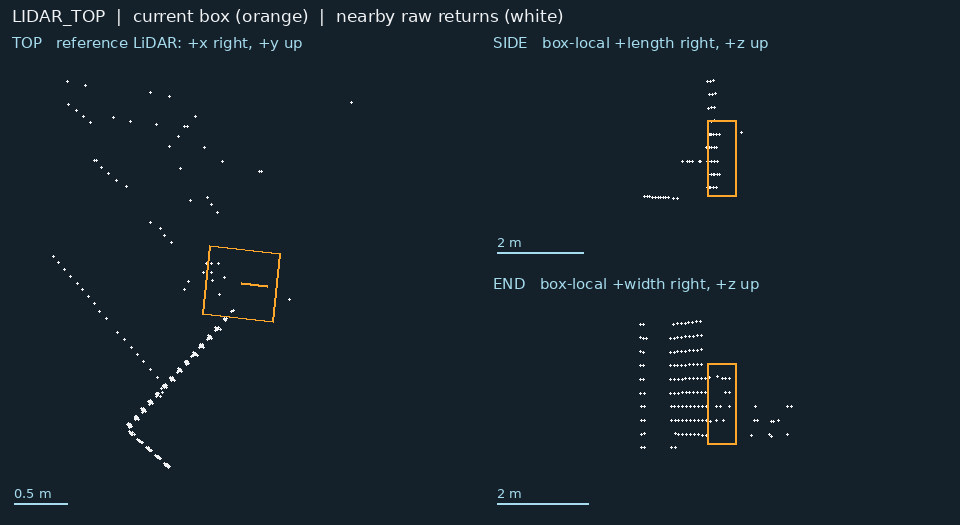 LIDAR_TOP | current box (orange) | nearby raw returns (white)
TOP reference LiDAR: +x right, +y up
SIDE box-local +length right, +z up
2 m
END box-local +width right, +z up
0.5 m
2 m